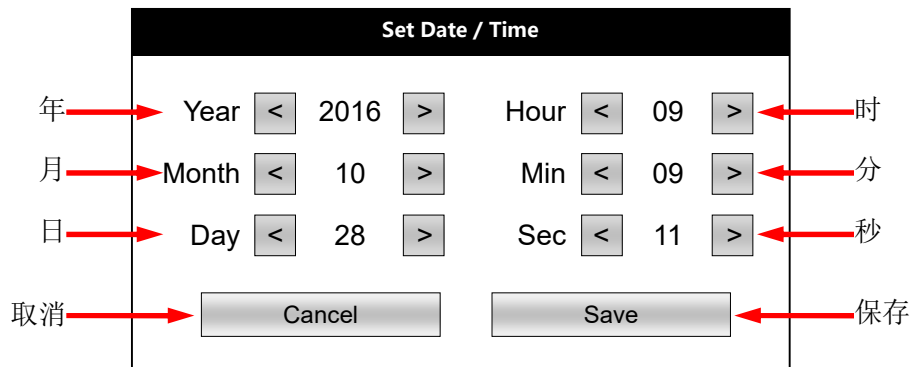 Set Date / Time
年 Year < 2016 > Hour < 09 > 时
月 Month < 10 > Min < 09 > 分
日 Day < 28 > Sec < 11 > 秒
取消 Cancel Save 保存